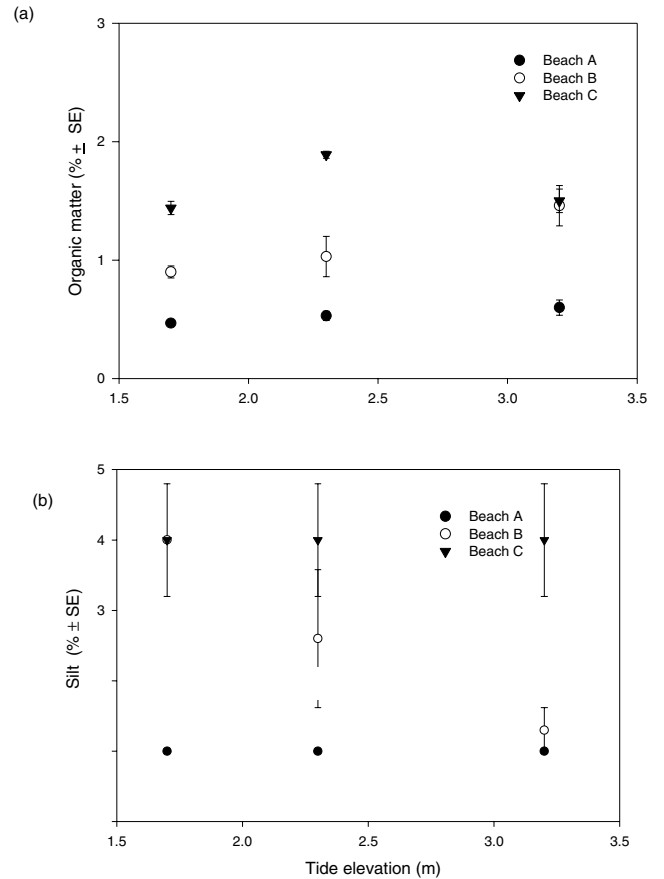 (a)
3
2
1
0
Organic matter (% ± SE)
Beach A
Beach B
Beach C
1.5 2.0 2.5 3.0 3.5
(b)
5
4
3
Silt (% ± SE)
Beach A
Beach B
Beach C
1.5 2.0 2.5 3.0 3.5
Tide elevation (m)